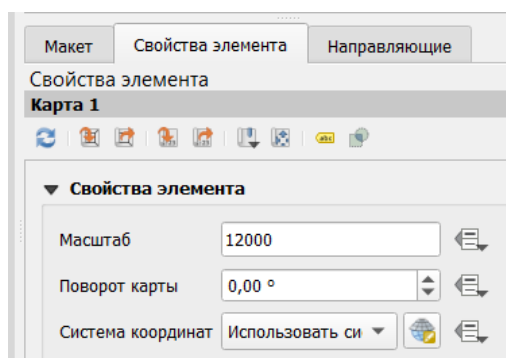 Макет Свойства элемента Направляющие
Свойства элемента
Карта 1
abc
Свойства элемента
Масштаб 12000
Поворот карты 0,00 °
Система координат Использовать си